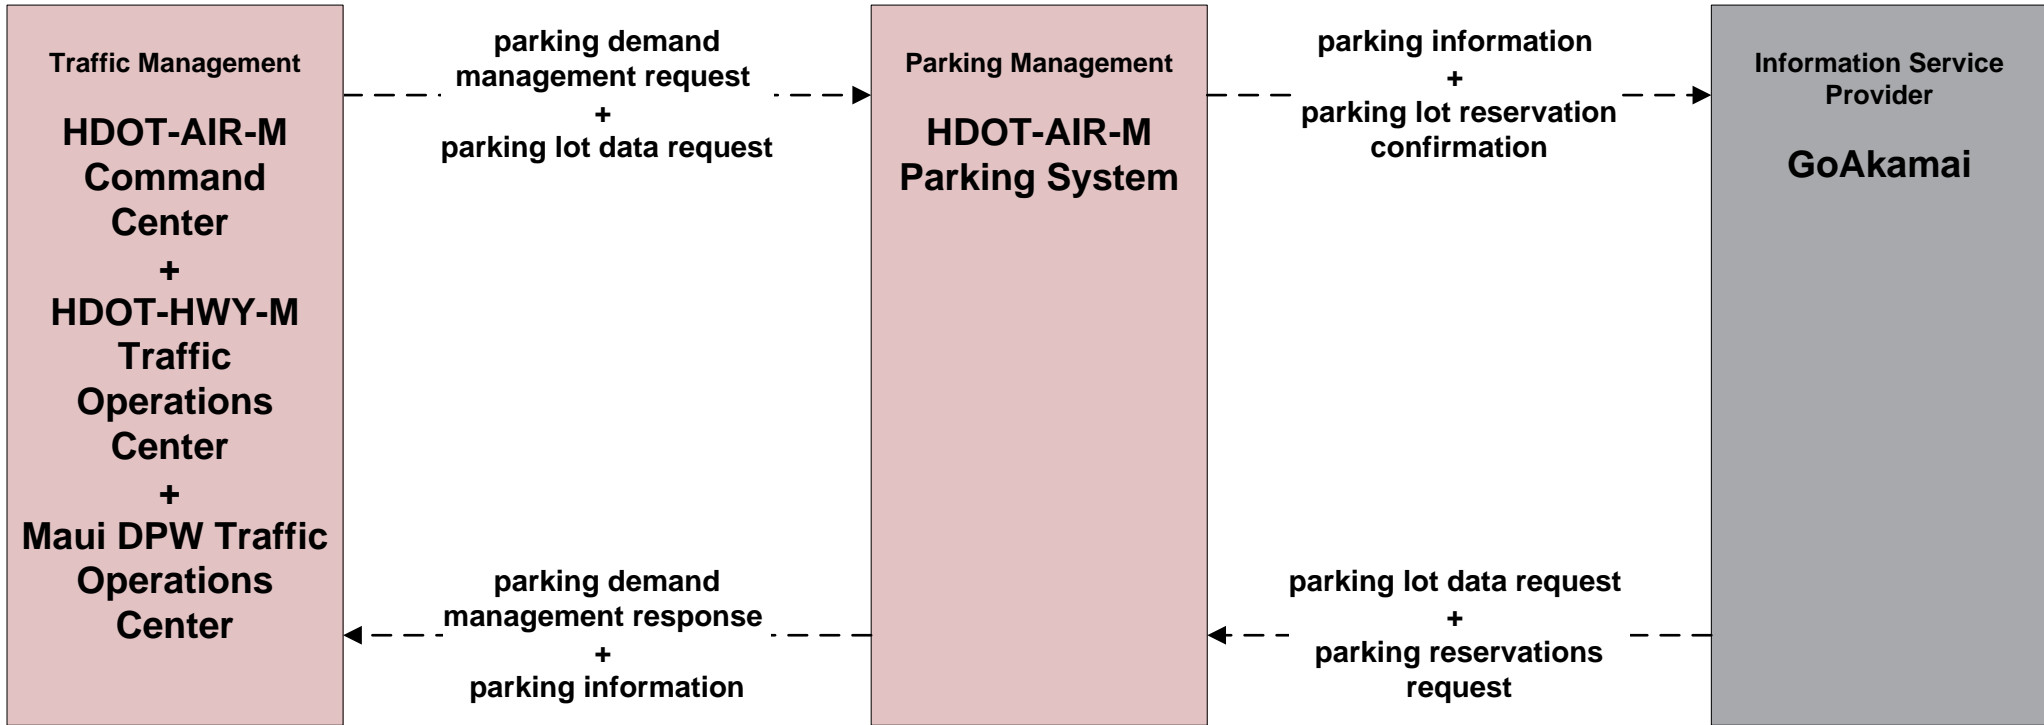 Traffic Management
HDOT-AIR-M
Command
Center
+
HDOT-HWY-M
Traffic
Operations
Center
+
Maui DPW Traffic
Operations
Center
parking demand
management request
+
parking lot data request
parking demand
management response
+
parking information
Parking Management
HDOT-AIR-M
Parking System
parking information
+
parking lot reservation
confirmation
parking lot data request
+
parking reservations
request
Information Service
Provider
GoAkamai